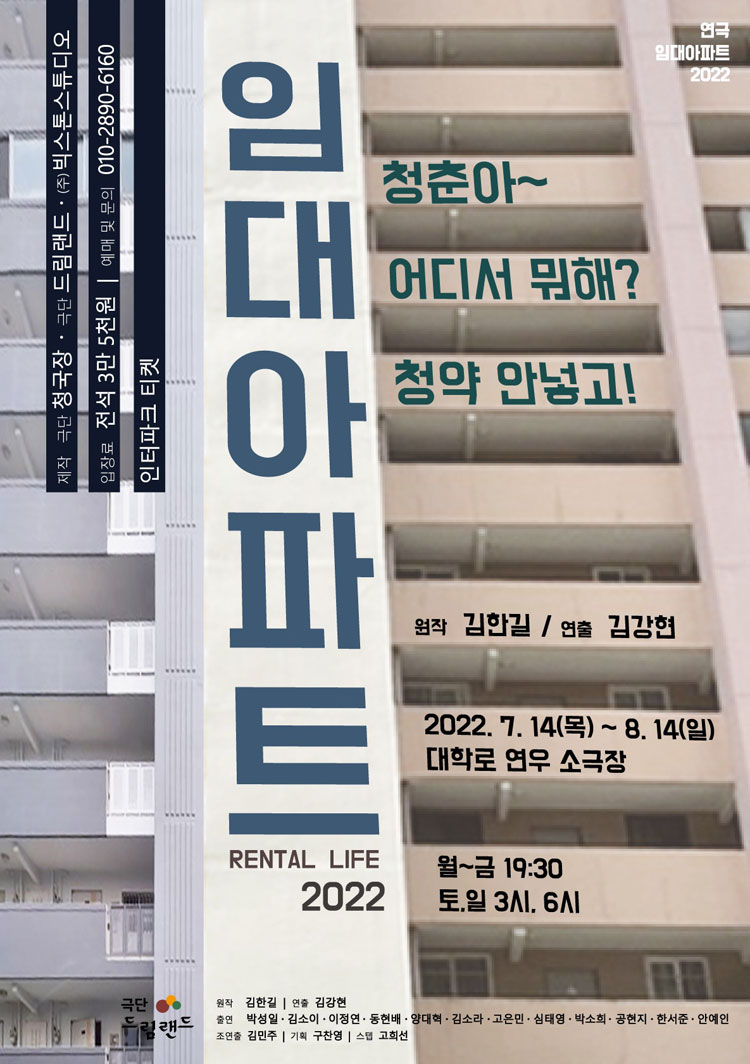 연극
임대아파트
2022
제작 극단 청국장 · 극단 드림랜드 · (주)빅스톤스튜디오
입장료 전석 3만 5천원 | 예매 및 문의 010-2890-6160
인터파크 티켓
임대아파트
RENTAL LIFE
2022
청춘아~
어디서 뭐해?
청약 안넣고!
원작 김한길 / 연출 김강현
2022. 7. 14(목) ~ 8. 14(일)
대학로 연우 소극장
월~금 19:30
토.일 3시. 6시
극단
드림랜드
원작 김한길 | 연출 김강현
출연 박성일 · 김소이 · 이정연 · 동현배 · 양대혁 · 김소라 · 고은민 · 심태영 · 박소희 · 공현지 · 한서준 · 안예인
조연출 김민주 | 기획 구찬영 | 스텝 고희선